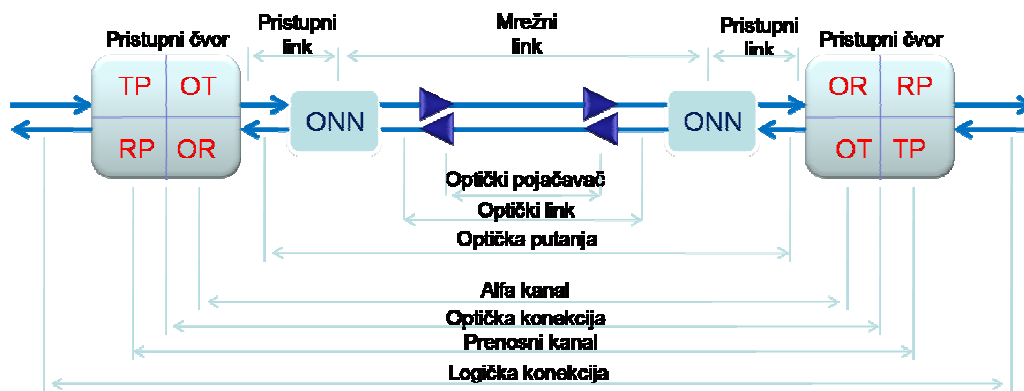 Pristupni čvor
Pristupni
link
Mrežni
link
Pristupni
link
Pristupni čvor
TP OT
RP OR
ONN
ONN
OR RP
OT TP
Optički pojačavač
Optički link
Optička putanja
Alfa kanal
Optička konekcija
Prenosni kanal
Logička konekcija